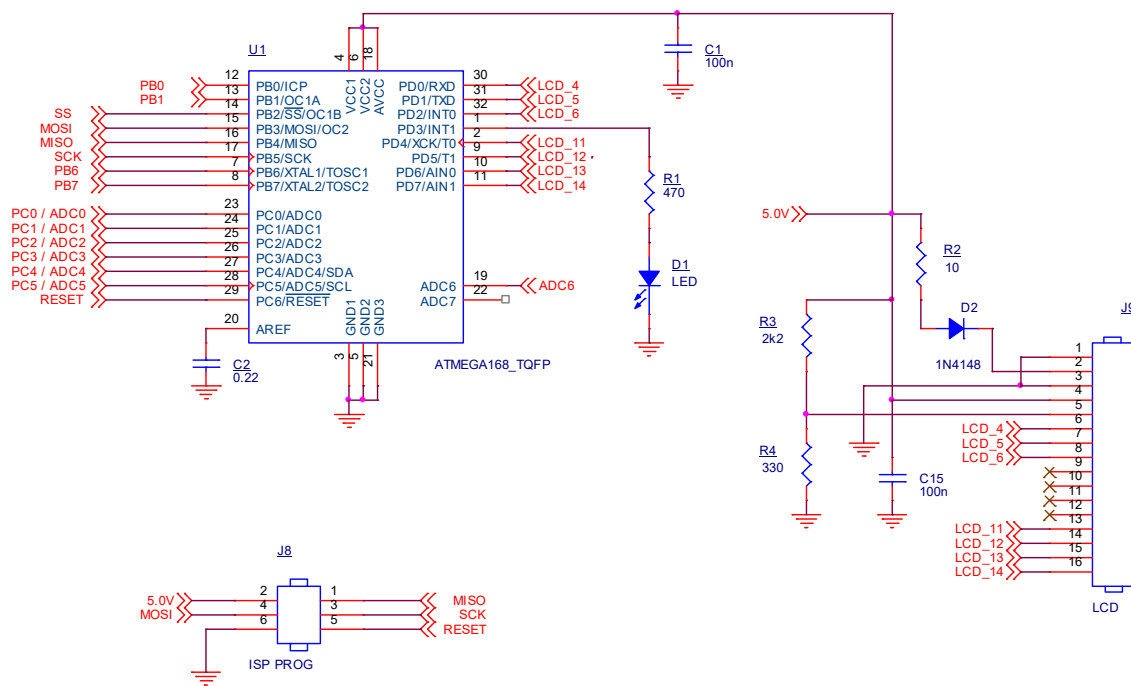 U1
4
6
18
VCC1
VCC2
AVCC
C1
100n
PB0
12
PB0/ICP
PD0/RXD
30
LCD_4
PB1
13
PB1/OC1A
PD1/TXD
31
LCD_5
SS
14
PB2/SS/OC1B
PD2/INT0
32
LCD_6
MOSI
15
PB3/MOSI/OC2
PD3/INT1
1
MISO
16
PB4/MISO
PD4/XCK/T0
2
LCD_11
SCK
17
PB5/SCK
PD5/T1
9
LCD_12
PB6
7
PB6/XTAL1/TOSC1
PD6/AIN0
10
LCD_13
PB7
8
PB7/XTAL2/TOSC2
PD7/AIN1
11
LCD_14
PC0 / ADC0
23
PC0/ADC0
PC1 / ADC1
24
PC1/ADC1
PC2 / ADC2
25
PC2/ADC2
PC3 / ADC3
26
PC3/ADC3
PC4 / ADC4
27
PC4/ADC4/SDA
PC5 / ADC5
28
PC5/ADC5/SCL
ADC6
19
ADC6
RESET
29
PC6/RESET
ADC7
22
20
AREF
GND1
GND2
GND3
3
5
21
ATMEGA168_TQFP
C2
0.22
R1
470
D1
LED
5.0V
R2
10
D2
1N4148
R3
2k2
R4
330
C15
100n
J9
1
2
3
4
5
6
LCD_4
7
LCD_5
8
LCD_6
9
10
11
12
13
LCD_11
14
LCD_12
15
LCD_13
16
LCD_14
LCD
J8
5.0V
2
1
MISO
MOSI
4
3
SCK
6
5
RESET
ISP PROG